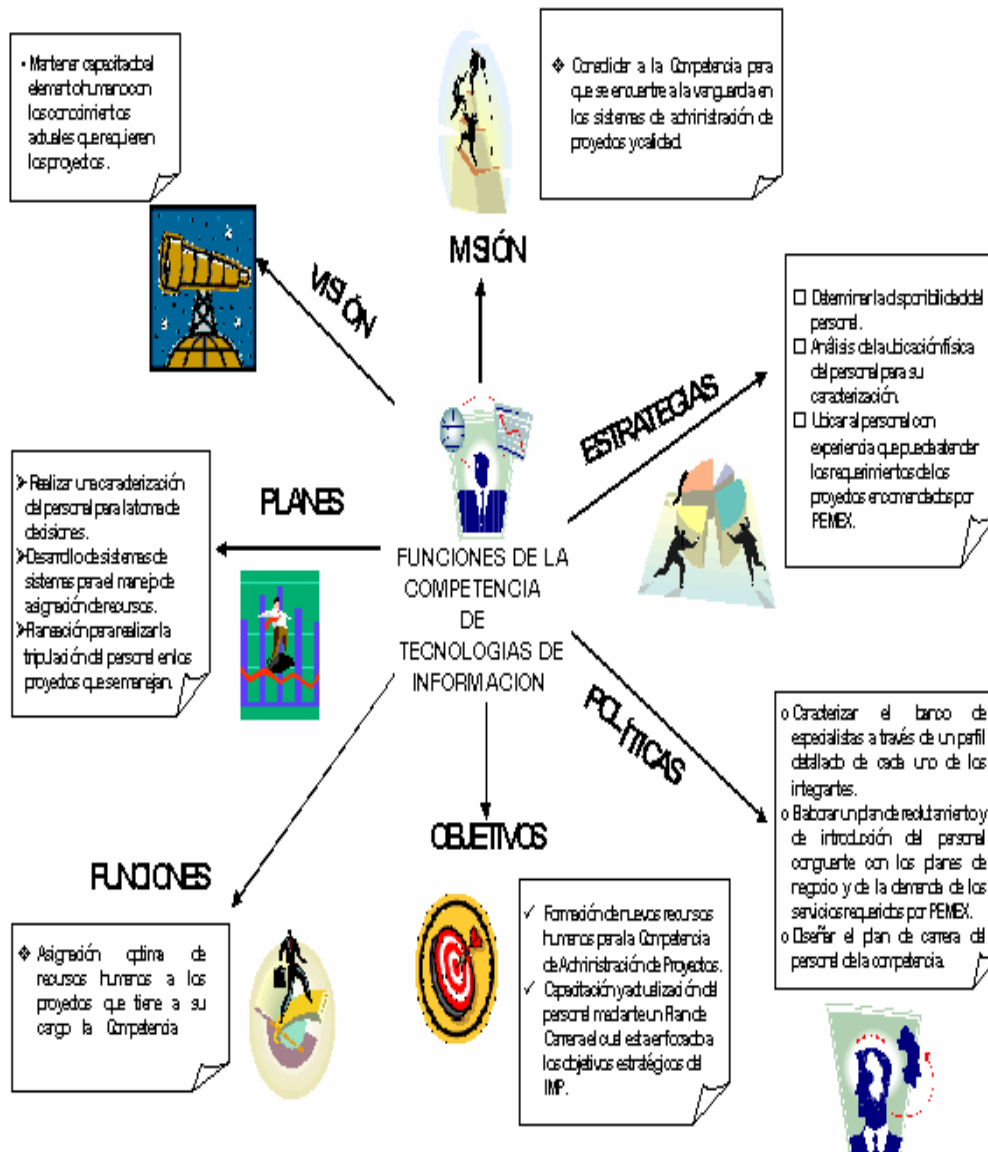 • Mantener capacitado al
elemento humano con
los conocimientos
actuales que requieren
los proyectos.
❖ Consolidar a la Competencia para
que se encuentre a la vanguardia en
los sistemas de administración de
proyectos y calidad.
MISIÓN
VISIÓN
ESTRATEGIAS
☐ Determinar la disponibilidad del
personal.
☐ Análisis de la ubicación física
del personal para su
caracterización.
☐ Ubicar al personal con
experiencia que pueda atender
los requerimientos de los
proyectos encomendados por
PEMEX.
PLANES
➢ Realizar una caracterización
del personal para la toma de
decisiones.
➢ Desarrollo de sistemas de
sistemas para el manejo de
asignación de recursos.
➢ Planeación para realizar la
tripulación del personal en los
proyectos que se manejan.
FUNCIONES DE LA
COMPETENCIA
DE
TECNOLOGIAS DE
INFORMACION
POLÍTICAS
o Caracterizar el banco de
especialistas a través de un perfil
detallado de cada uno de los
integrantes.
o Elaborar un plan de reclutamiento y
de introducción del personal
congruente con los planes de
negocio y de la demanda de los
servicios requeridos por PEMEX.
o Diseñar el plan de carrera del
personal de la competencia.
OBJETIVOS
✓ Formación de nuevos recursos
humanos para la Competencia
de Administración de Proyectos.
✓ Capacitación y actualización del
personal mediante un Plan de
Carrera el cual esta enfocado a
los objetivos estratégicos del
IMP.
FUNCIONES
❖ Asignación optima de
recursos humanos a los
proyectos que tiene a su
cargo la Competencia